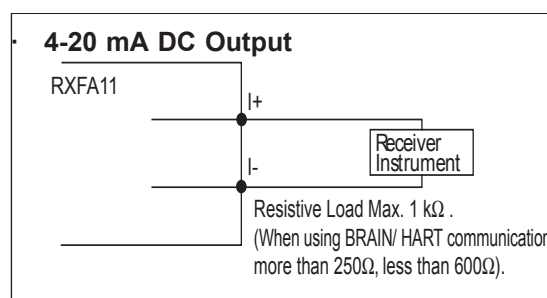 · 4-20 mA DC Output
RXFA11
I+
Receiver
Instrument
I-
Resistive Load Max. 1 kΩ .
(When using BRAIN/ HART communication
more than 250Ω, less than 600Ω).